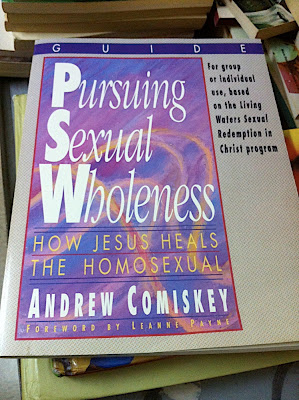 GUIDE
For group
or individual
use, based
on the Living
Waters Sexual
Redemption in
Christ program
Pursuing
Sexual
Wholeness
HOW JESUS HEALS
THE HOMOSEXUAL
ANDREW COMISKEY
FOREWORD BY LEANNE PAYNE